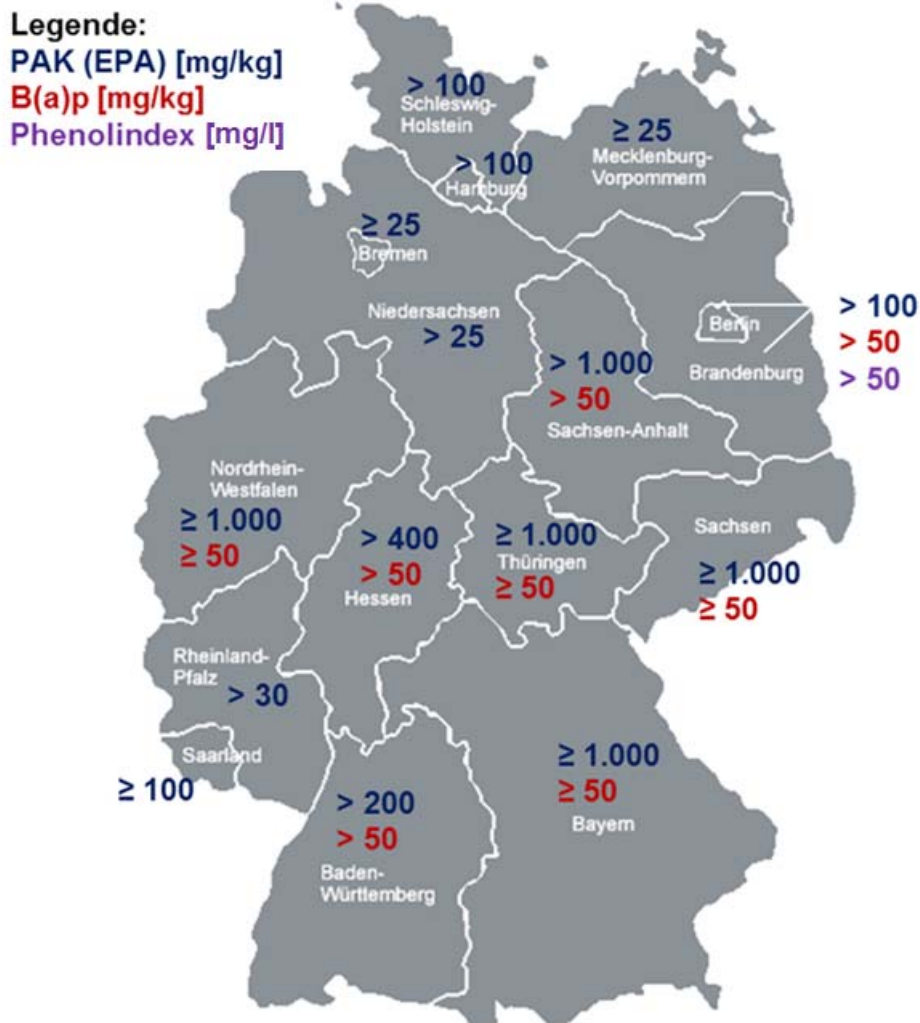 Legende:
PAK (EPA) [mg/kg]
B(a)p [mg/kg]
Phenolindex [mg/l]
> 100
Schleswig-
Holstein
≥ 25
Mecklenburg-
Vorpommern
> 100
Hamburg
≥ 25
Bremen
Niedersachsen
> 25
Berlin
Brandenburg
> 100
> 50
> 50
> 1.000
> 50
Sachsen-Anhalt
Nordrhein-
Westfalen
≥ 1.000
≥ 50
> 400
> 50
Hessen
≥ 1.000
Thüringen
≥ 50
Sachsen
≥ 1.000
≥ 50
Rheinland-
Pfalz
> 30
Saarland
≥ 100
> 200
> 50
Baden-
Württemberg
≥ 1.000
≥ 50
Bayern